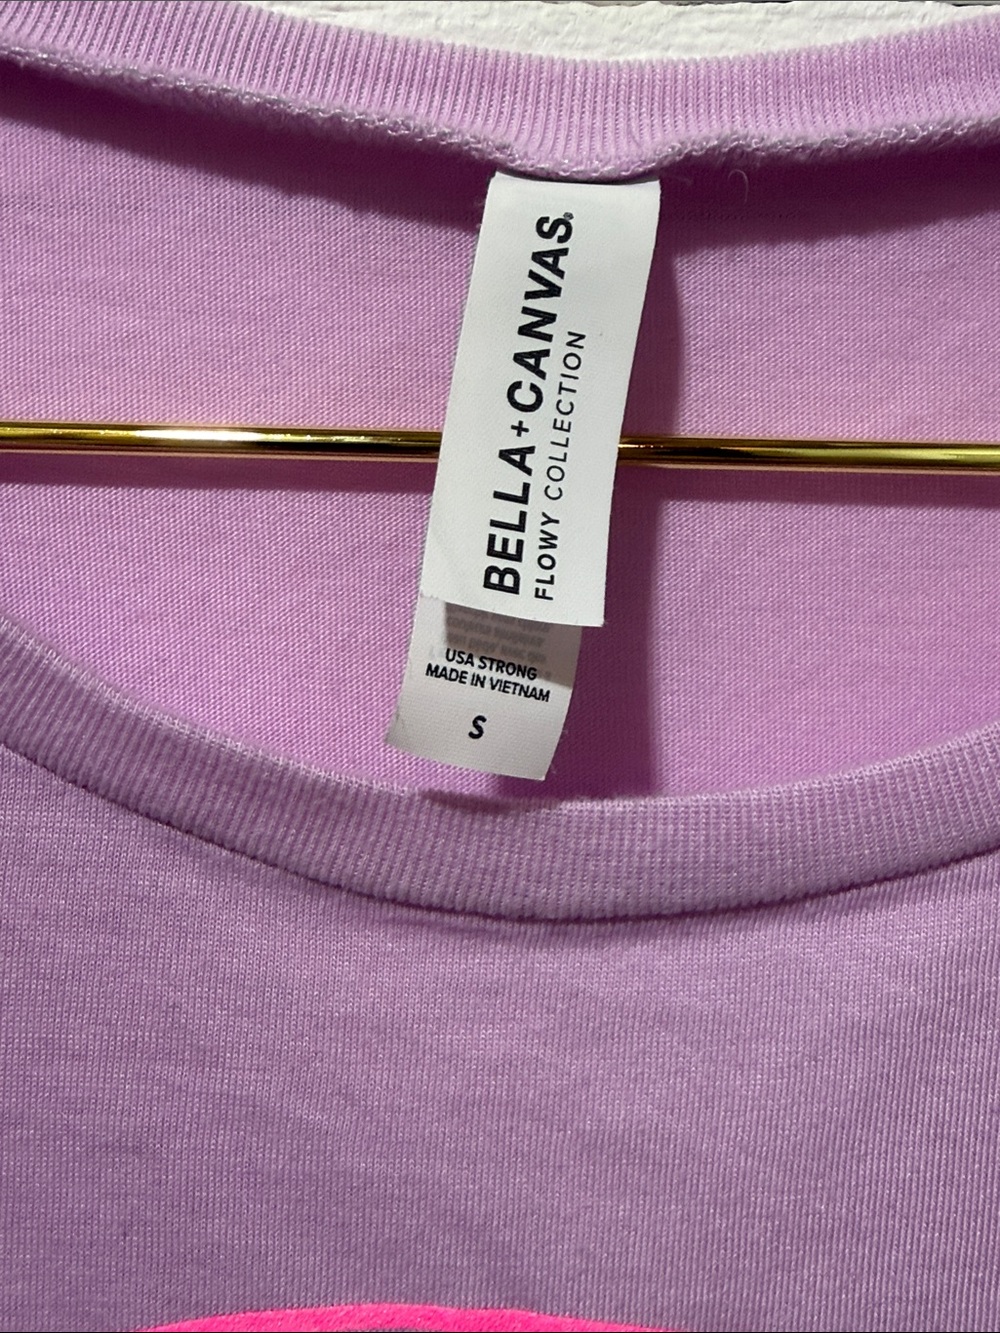 BELLA+CANVAS®
FLOWY COLLECTION
USA STRONG
MADE IN VIETNAM
S